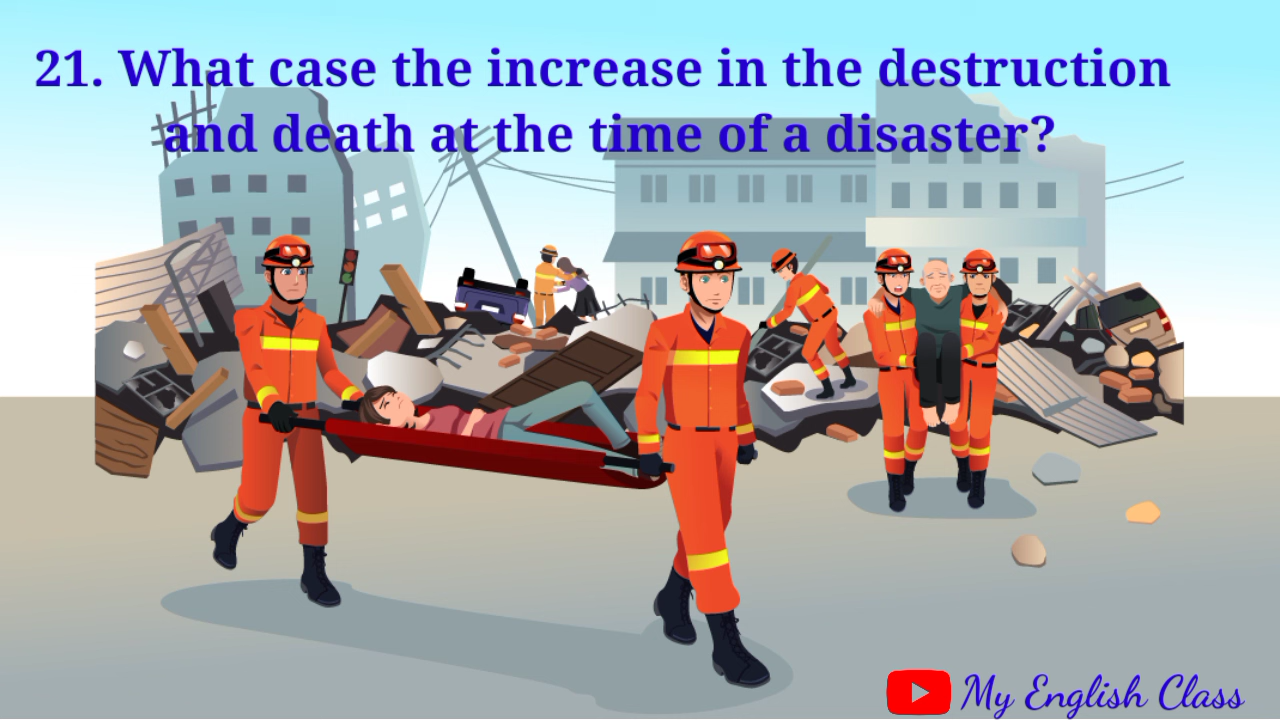 21. What case the increase in the destruction
and death at the time of a disaster?
My English Class